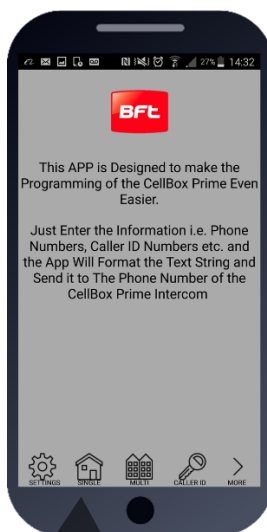 27% 14:32
BFt
This APP is Designed to make the
Programming of the CellBox Prime Even
Easier.
Just Enter the Information i.e. Phone
Numbers, Caller ID Numbers etc. and
the App Will Format the Text String and
Send it to The Phone Number of the
CellBox Prime Intercom
SETTINGS SINGLE MULTI CALLER ID MORE